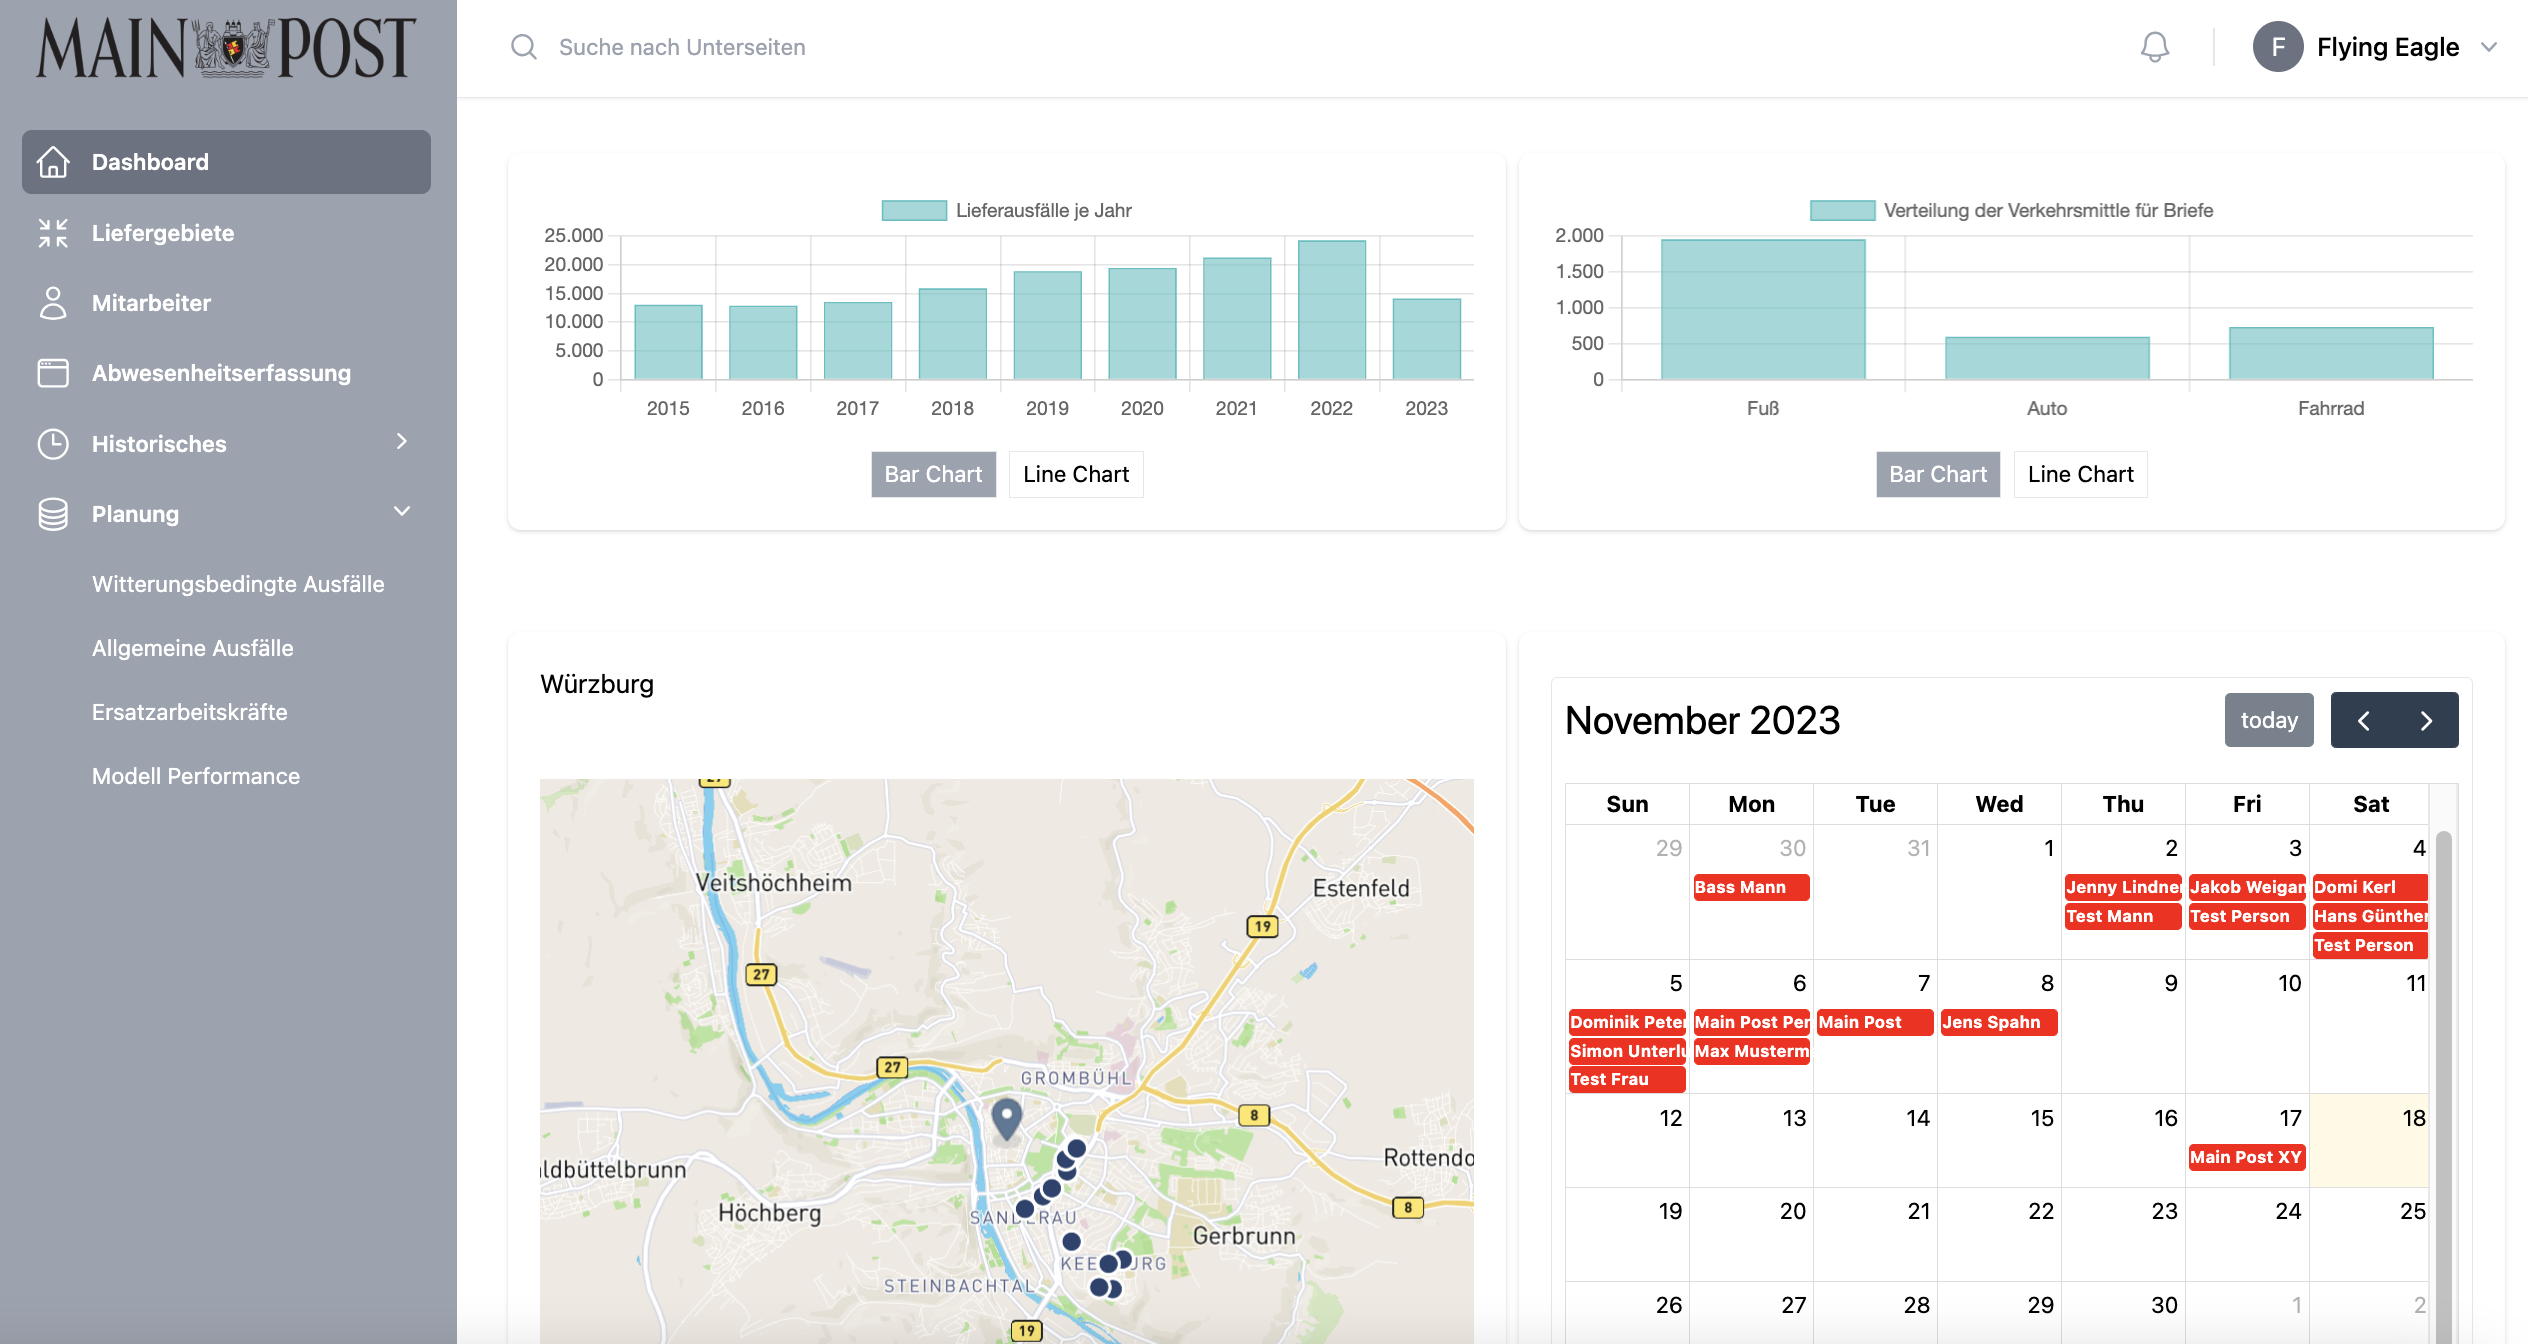 MAIN POST
Dashboard
Liefergebiete
Mitarbeiter
Abwesenheitserfassung
Historisches
Planung
Witterungsbedingte Ausfälle
Allgemeine Ausfälle
Ersatzarbeitskräfte
Modell Performance
Suche nach Unterseiten
F Flying Eagle
Lieferausfälle je Jahr
25.000
20.000
15.000
10.000
5.000
0
2015 2016 2017 2018 2019 2020 2021 2022 2023
Bar Chart Line Chart
Verteilung der Verkehrsmittle für Briefe
2.000
1.500
1.000
500
0
Fuß Auto Fahrrad
Bar Chart Line Chart
Würzburg
27
Veitshöchheim
Estenfeld
19
27
27
GROMBÜHL
8
ldbüttelbrunn
Rottendo
Höchberg
8
SANDERAU
Gerbrunn
STEINBACHTAL
19
November 2023
today
Sun Mon Tue Wed Thu Fri Sat
29 30 31 1 2 3 4
Bass Mann Jenny Lindner Jakob Weigan Domi Kerl
Test Mann Test Person Hans Günther
Test Person
5 6 7 8 9 10 11
Dominik Peter Main Post Per Main Post Jens Spahn
Simon Unterlu Max Musterm
Test Frau
12 13 14 15 16 17 18
Main Post XY
19 20 21 22 23 24 25
26 27 28 29 30 1 2